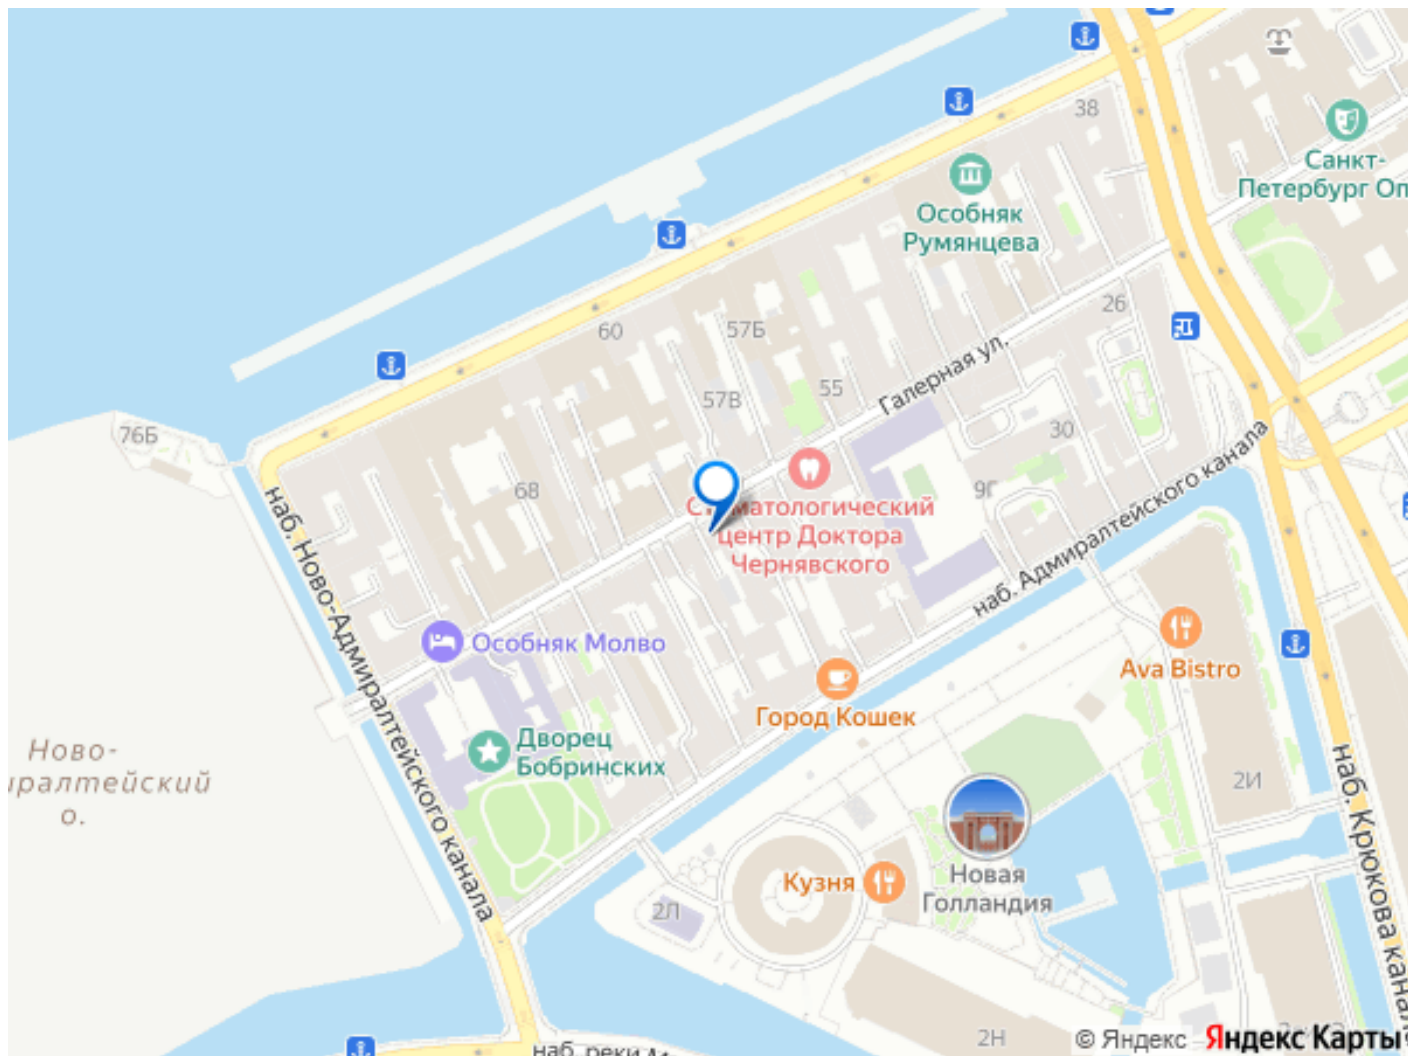 38
Санкт-
Петербург Оп
Особняк
Румянцева
26
60
57Б
Галерная ул.
55
57В
76Б
30
68
9Г
Стоматологический
центр Доктора
Чернявского
наб. Адмиралтейского канала
наб. Ново-Адмиралтейского канала
Особняк Молво
Ava Bistro
Город Кошек
Дворец
Бобринских
Ново-
иралтейский
о.
2И
наб. Крюкова канал
Новая
Голландия
Кузня
2Л
2Н
наб. реки М
© Яндекс Яндекс Карты